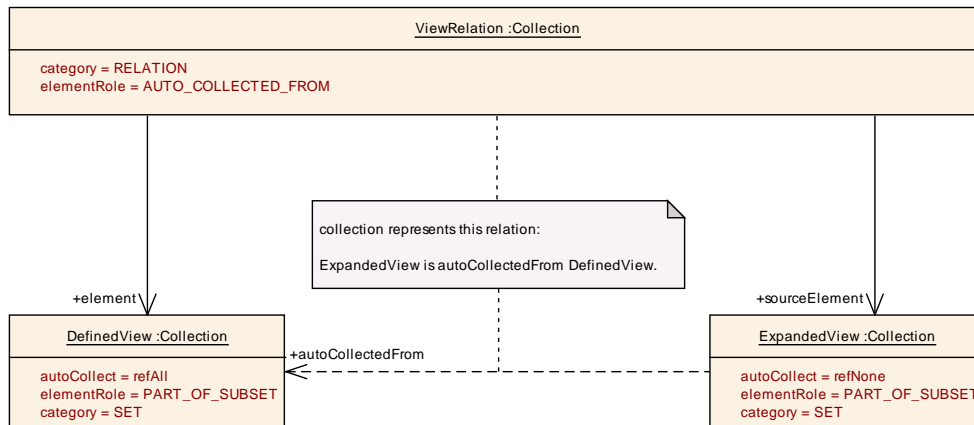 ViewRelation :Collection
category = RELATION
elementRole = AUTO_COLLECTED_FROM
collection represents this relation:
ExpandedView is autoCollectedFrom DefinedView.
+element
+sourceElement
DefinedView :Collection
autoCollect = refAll
elementRole = PART_OF_SUBSET
category = SET
+autoCollectedFrom
ExpandedView :Collection
autoCollect = refNone
elementRole = PART_OF_SUBSET
category = SET